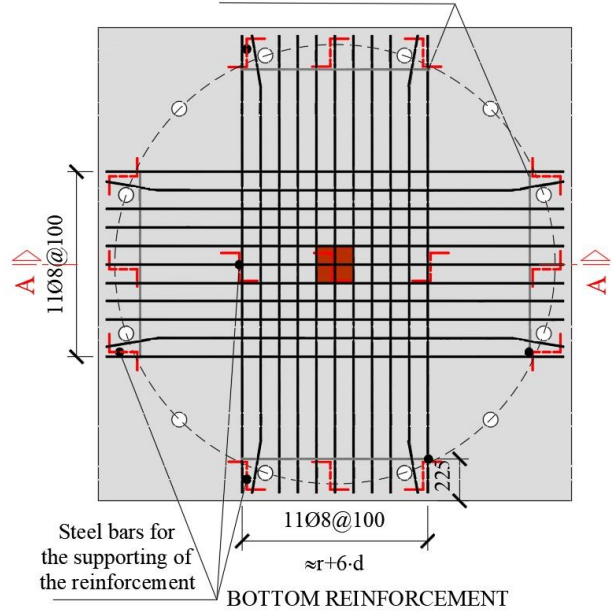 A
A
11Ø8@100
225
11Ø8@100
≈r+6·d
Steel bars for
the supporting of
the reinforcement
BOTTOM REINFORCEMENT